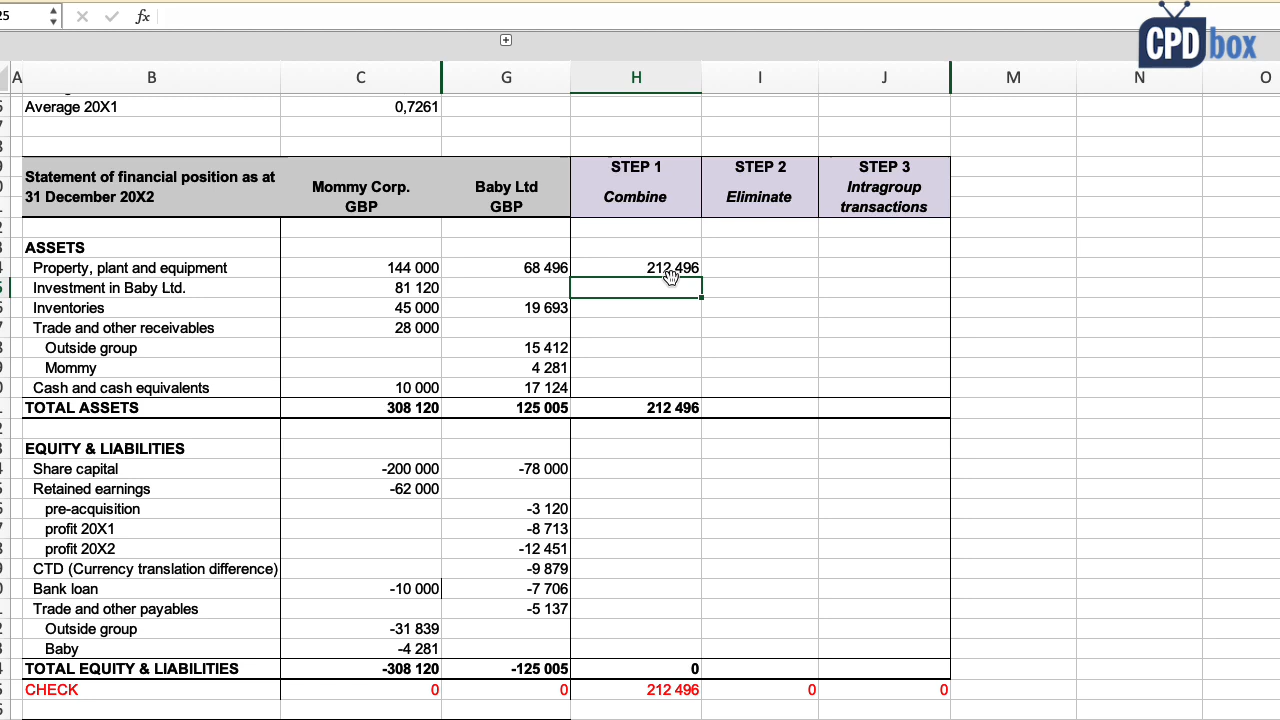 25 fx
CPD box
A B C G H I J M N O
Average 20X1 0,7261
STEP 1 STEP 2 STEP 3
Statement of financial position as at Mommy Corp. Baby Ltd Combine Eliminate Intragroup
31 December 20X2 GBP GBP transactions
ASSETS
Property, plant and equipment 144 000 68 496 212 496
Investment in Baby Ltd. 81 120
Inventories 45 000 19 693
Trade and other receivables 28 000
Outside group 15 412
Mommy 4 281
Cash and cash equivalents 10 000 17 124
TOTAL ASSETS 308 120 125 005 212 496
EQUITY & LIABILITIES
Share capital -200 000 -78 000
Retained earnings -62 000
pre-acquisition -3 120
profit 20X1 -8 713
profit 20X2 -12 451
CTD (Currency translation difference) -9 879
Bank loan -10 000 -7 706
Trade and other payables -5 137
Outside group -31 839
Baby -4 281
TOTAL EQUITY & LIABILITIES -308 120 -125 005 0
CHECK 0 0 212 496 0 0